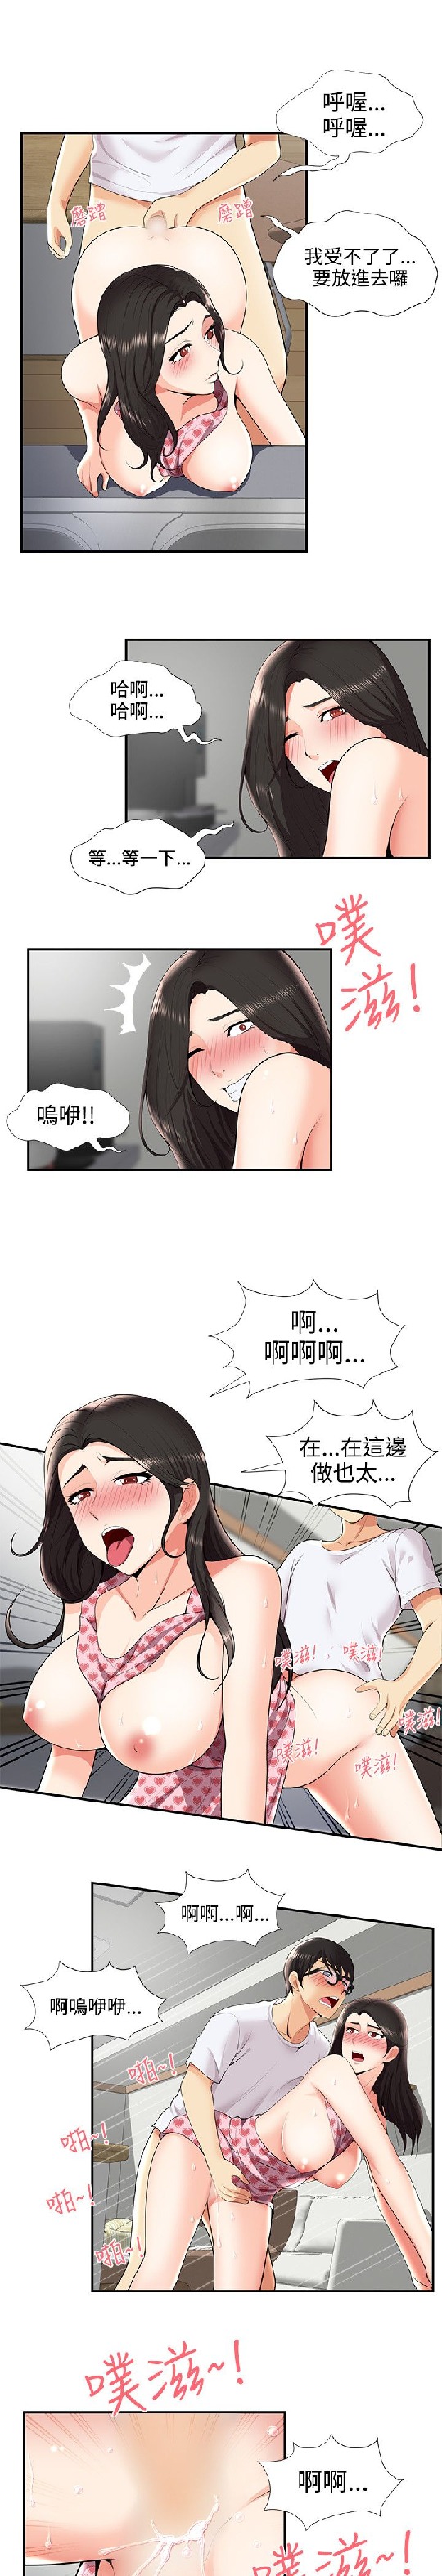 呼喔…
呼喔…
磨蹭
磨蹭
我受不了了…
要放進去囉
哈啊…
哈啊…
等…等一下…
噗
滋!
嗚咿!!
啊…
啊啊啊…
在…在這邊
做也太…
噗滋!
噗滋!
噗滋!
噗滋!
噗滋!
啊啊…啊…
啊嗚咿咿…
啪~!
啪~!
啪~!
啪~!
噗滋~!
啊啊…
噗滋~!